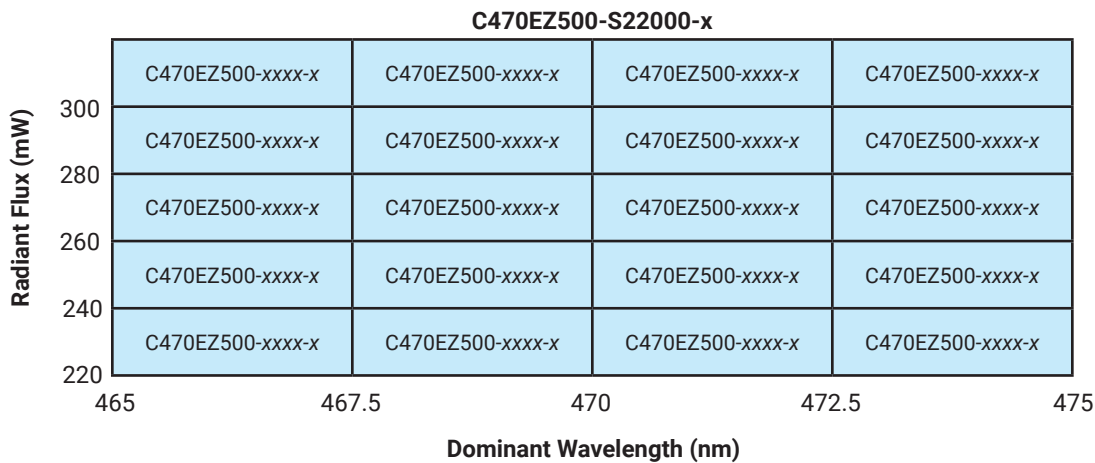 C470EZ500-S22000-x
C470EZ500-xxxx-x C470EZ500-xxxx-x C470EZ500-xxxx-x C470EZ500-xxxx-x
300
C470EZ500-xxxx-x C470EZ500-xxxx-x C470EZ500-xxxx-x C470EZ500-xxxx-x
280
C470EZ500-xxxx-x C470EZ500-xxxx-x C470EZ500-xxxx-x C470EZ500-xxxx-x
260
C470EZ500-xxxx-x C470EZ500-xxxx-x C470EZ500-xxxx-x C470EZ500-xxxx-x
240
C470EZ500-xxxx-x C470EZ500-xxxx-x C470EZ500-xxxx-x C470EZ500-xxxx-x
220
Radiant Flux (mW)
465 467.5 470 472.5 475
Dominant Wavelength (nm)